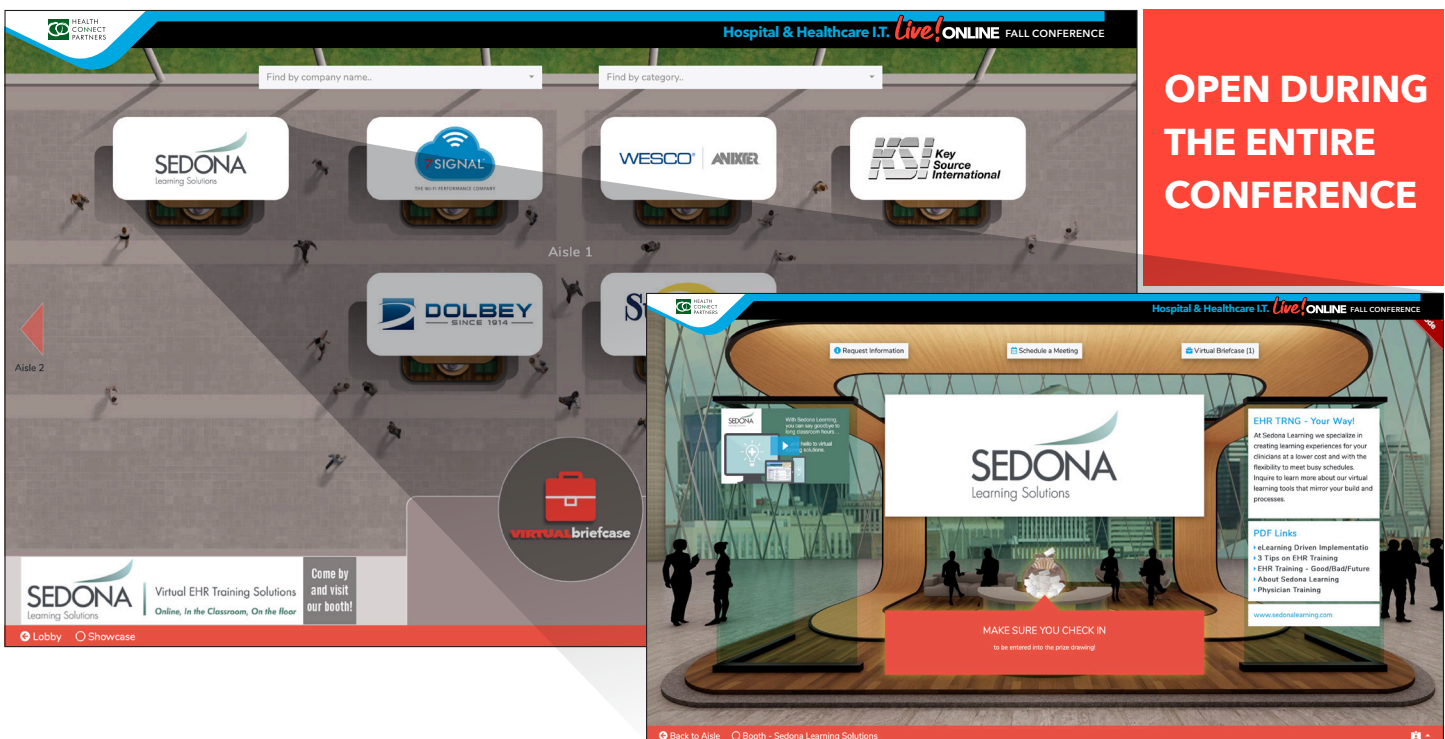 HEALTH
CONNECT
PARTNERS
Hospital & Healthcare I.T. Live! ONLINE FALL CONFERENCE
Find by company name..
Find by category..
SEDONA
Learning Solutions
7SIGNAL
THE WI-FI PERFORMANCE COMPANY
WESCO | ANIXTER
KSI Key
Source
International
Aisle 1
DOLBEY
SINCE 1914
Aisle 2
VIRTUALbriefcase
SEDONA
Learning Solutions
Virtual EHR Training Solutions
Online, In the Classroom, On the floor
Come by
and visit
our booth!
Lobby Showcase
OPEN DURING
THE ENTIRE
CONFERENCE
HEALTH
CONNECT
PARTNERS
Hospital & Healthcare I.T. Live! ONLINE FALL CONFERENCE
Request Information
Schedule a Meeting
Virtual Briefcase (1)
SEDONA
With Sedona Learning,
you can say goodbye to
long classroom hours...
hello to virtual
solutions.
SEDONA
Learning Solutions
EHR TRNG - Your Way!
At Sedona Learning we specialize in
creating learning experiences for your
clinicians at a lower cost and with the
flexibility to meet busy schedules.
Inquire to learn more about our virtual
learning tools that mirror your build and
processes.
PDF Links
eLearning Driven Implementatio
3 Tips on EHR Training
EHR Training - Good/Bad/Future
About Sedona Learning
Physician Training
www.sedonalearning.com
MAKE SURE YOU CHECK IN
to be entered into the prize drawing!
Back to Aisle Booth - Sedona Learning Solutions